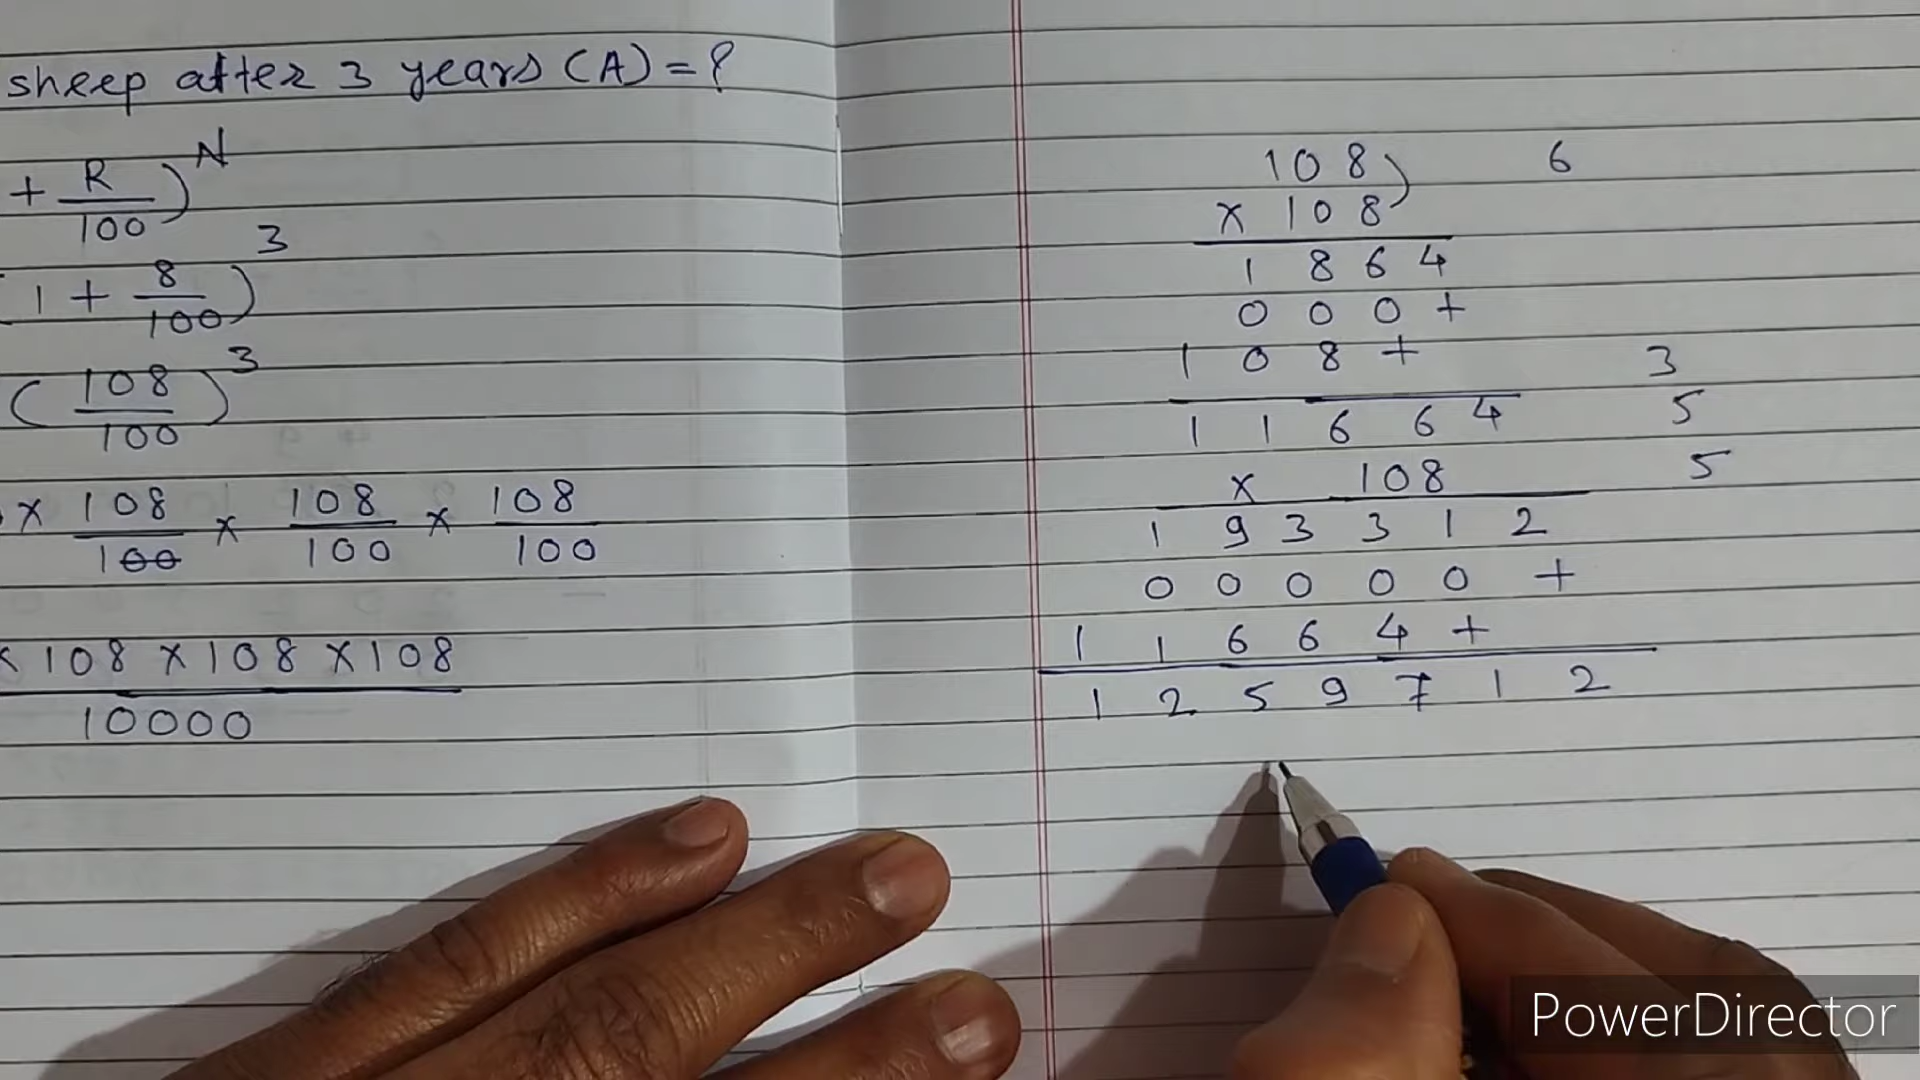 sheep after 3 years (A) = ?
+ R/100)^N
1 + 8/100)^3
(108/100)^3
x 108/100 x 108/100 x 108/100
x 108 x 108 x 108
10000
108) 6
x 108
1 8 6 4
0 0 0 +
1 0 8 + 3
1 1 6 6 4 5
x 108 5
1 9 3 3 1 2
0 0 0 0 0 +
1 1 6 6 4 +
1 2 5 9 7 1 2
PowerDirector